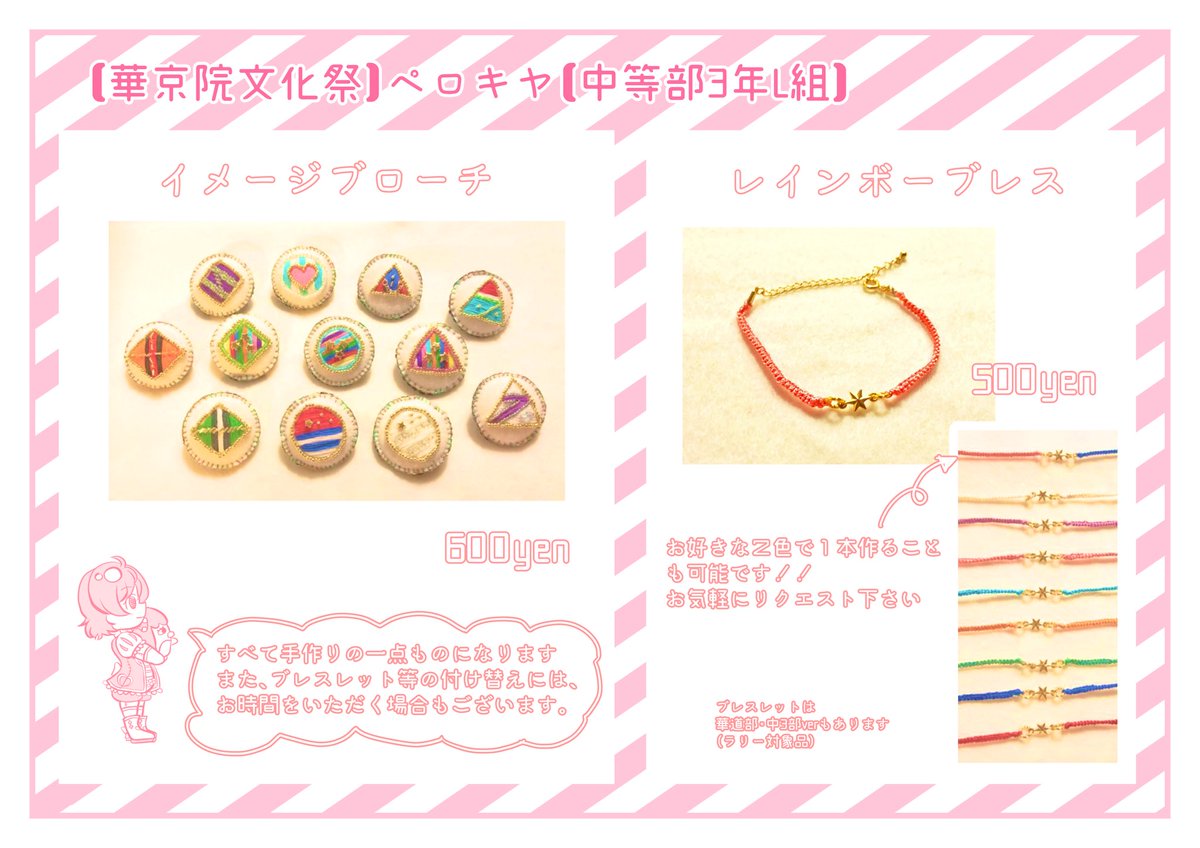 【華京院文化祭】ペロキャ【中等部3年L組】
イメージブローチ
600yen
すべて手作りの一点ものになります
また、ブレスレット等の付け替えには、
お時間をいただく場合もございます。
レインボーブレス
500yen
お好きな2色で1本作ること
も可能です！！
お気軽にリクエスト下さい
ブレスレットは
華道部・中3部verもあります
（ラリー対象品）